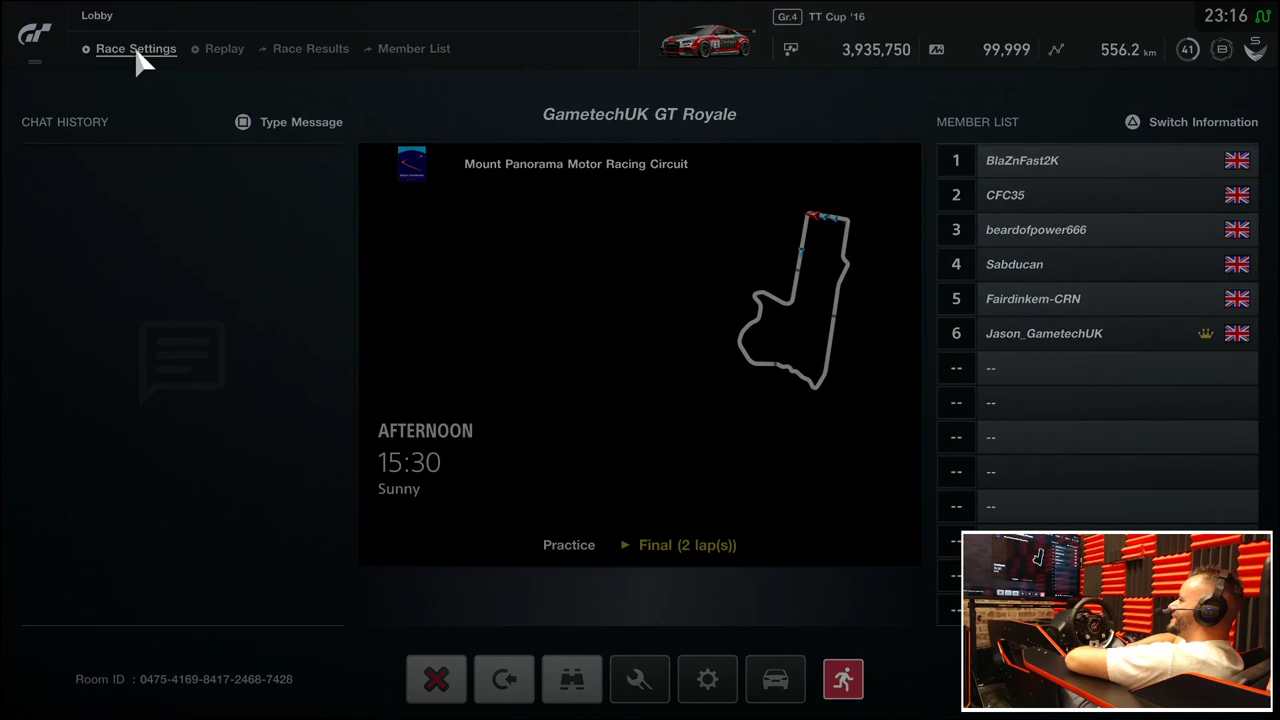 Lobby
Race Settings
Replay
Race Results
Member List
Gr.4
TT Cup '16
3,935,750
99,999
556.2 km
23:16
41
B
S
CHAT HISTORY
Type Message
GametechUK GT Royale
MEMBER LIST
Switch Information
Mount Panorama Motor Racing Circuit
1 BlaZnFast2K
2 CFC35
3 beardofpower666
4 Sabducan
5 Fairdinkem-CRN
6 Jason_GametechUK
-- --
-- --
-- --
-- --
-- --
--
--
--
AFTERNOON
15:30
Sunny
Practice
Final (2 lap(s))
Room ID : 0475-4169-8417-2468-7428